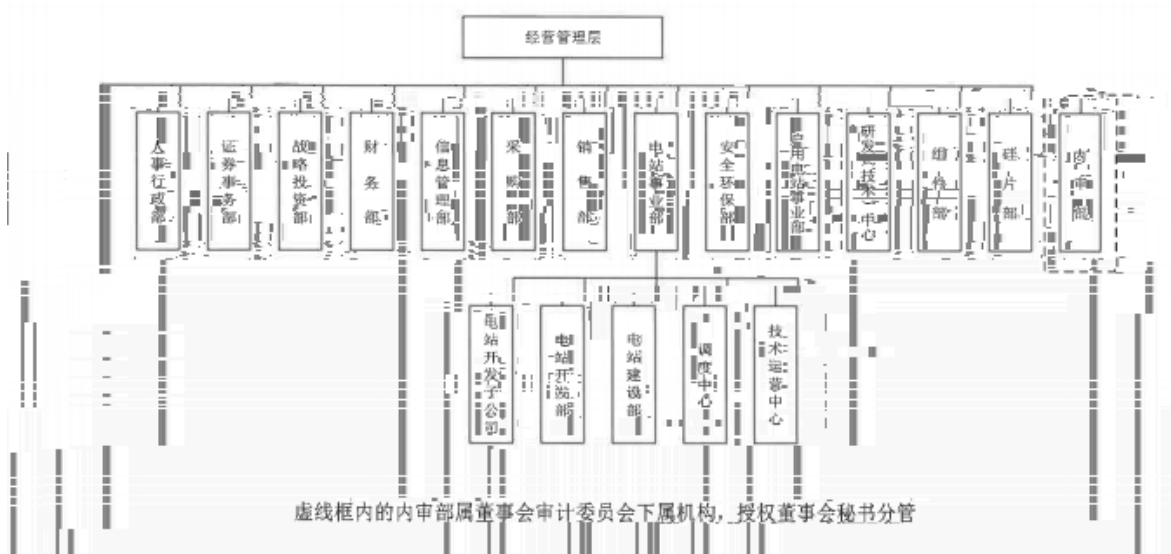 经营管理层
人事行政部
证券事务部
战略投资部
财务部
信息管理部
采购部
销售部
电站事业部
安全环保部
户用电站事业部
研发技术中心
组件部
硅片部
内审部
电站开发子公司
电站开发部
电站建设部
调度中心
技术运营中心
虚线框内的内审部属董事会审计委员会下属机构，授权董事会秘书分管